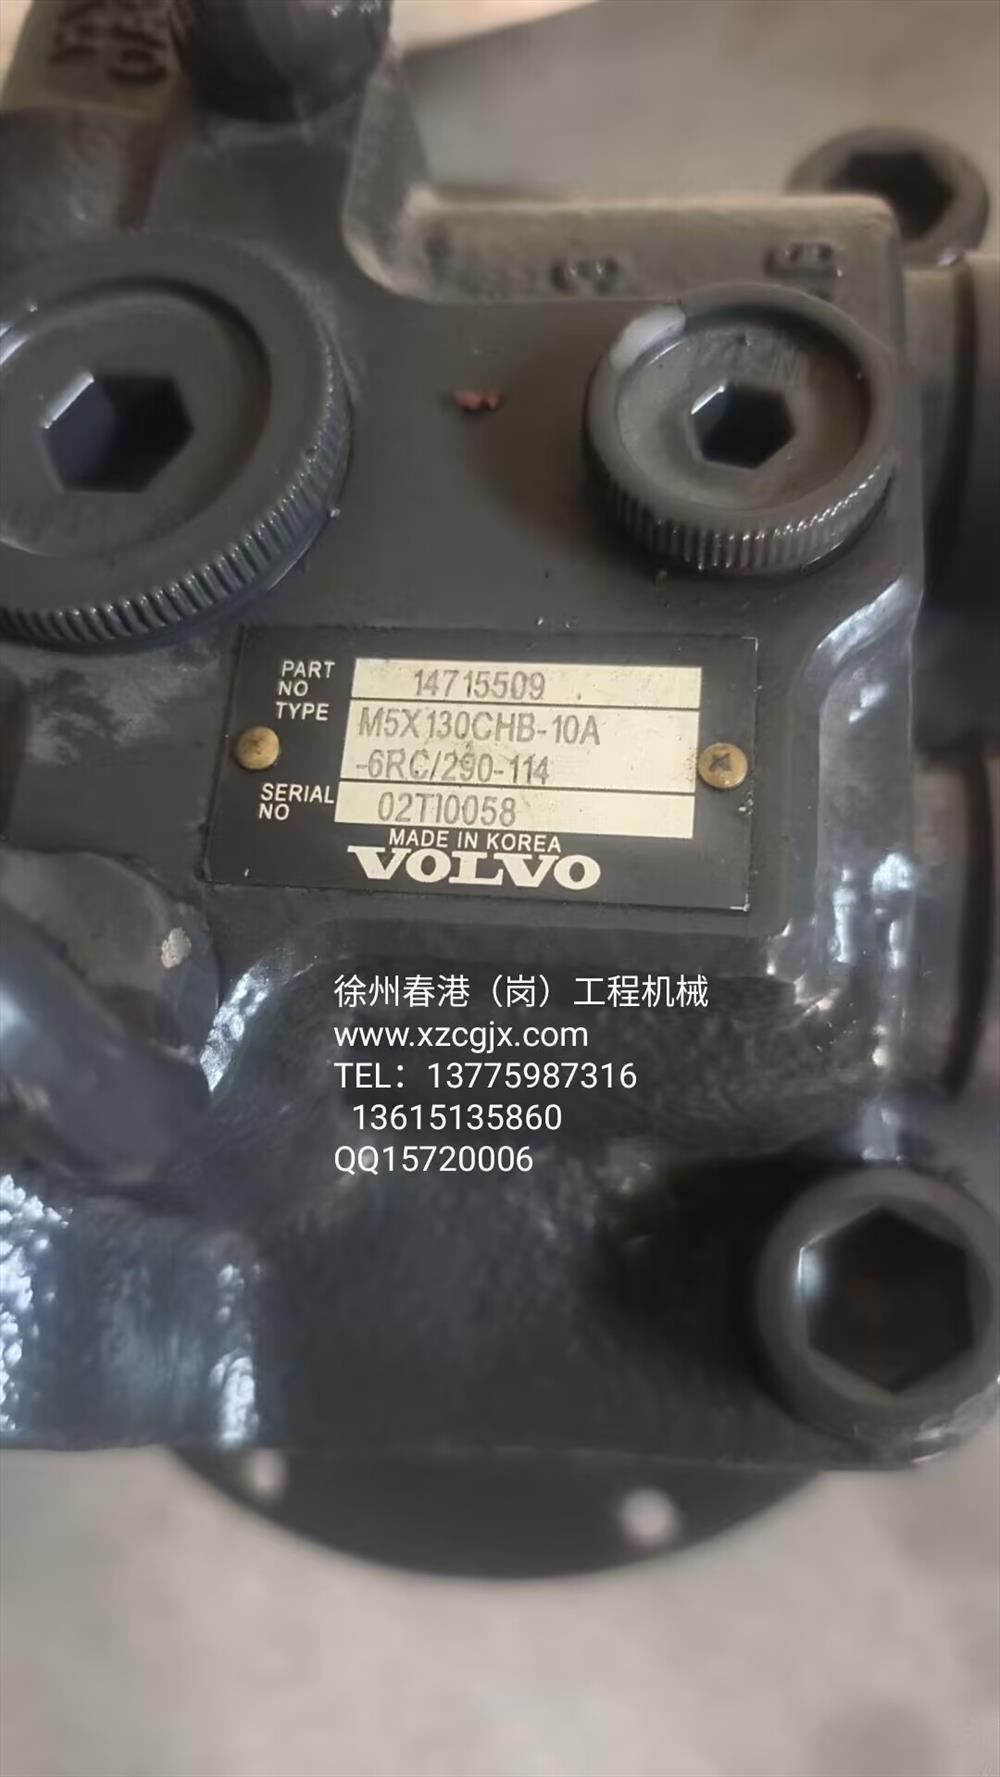 PART NO 14715509
TYPE M5X130CHB-10A
-6RC/290-114
SERIAL NO 02TI0058
MADE IN KOREA
VOLVO
徐州春港（岗）工程机械
www.xzcgjx.com
TEL：13775987316
13615135860
QQ15720006